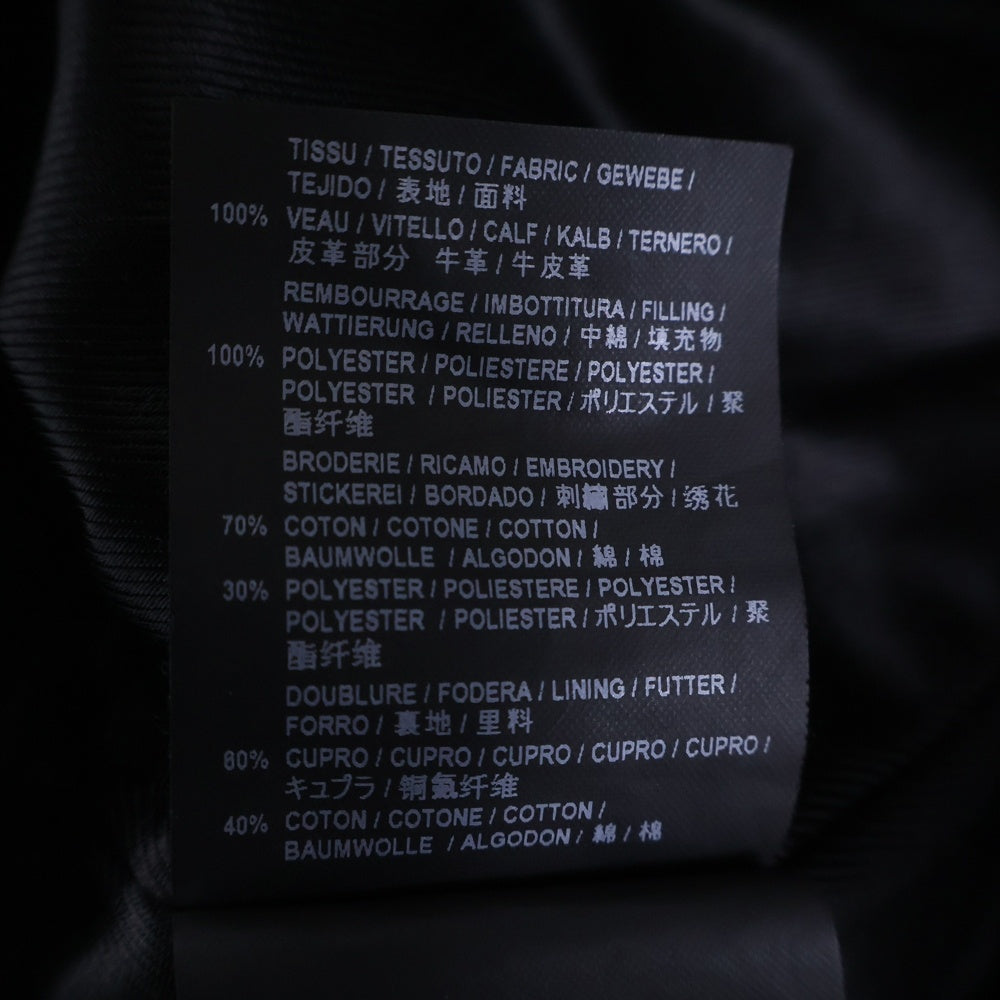 TISSU / TESSUTO / FABRIC / GEWEBE /
TEJIDO / 表地 / 面料
100% VEAU / VITELLO / CALF / KALB / TERNERO /
皮革部分 牛革 / 牛皮革
REMBOURRAGE / IMBOTTITURA / FILLING /
WATTIERUNG / RELLENO / 中綿 / 填充物
100% POLYESTER / POLIESTERE / POLYESTER /
POLYESTER / POLIESTER / ポリエステル / 聚
酯纤维
BRODERIE / RICAMO / EMBROIDERY /
STICKEREI / BORDADO / 刺繍部分 / 绣花
70% COTON / COTONE / COTTON /
BAUMWOLLE / ALGODON / 綿 / 棉
30% POLYESTER / POLIESTERE / POLYESTER /
POLYESTER / POLIESTER / ポリエステル / 聚
酯纤维
DOUBLURE / FODERA / LINING / FUTTER /
FORRO / 裏地 / 里料
60% CUPRO / CUPRO / CUPRO / CUPRO / CUPRO /
キュプラ / 铜氨纤维
40% COTON / COTONE / COTTON /
BAUMWOLLE / ALGODON / 綿 / 棉